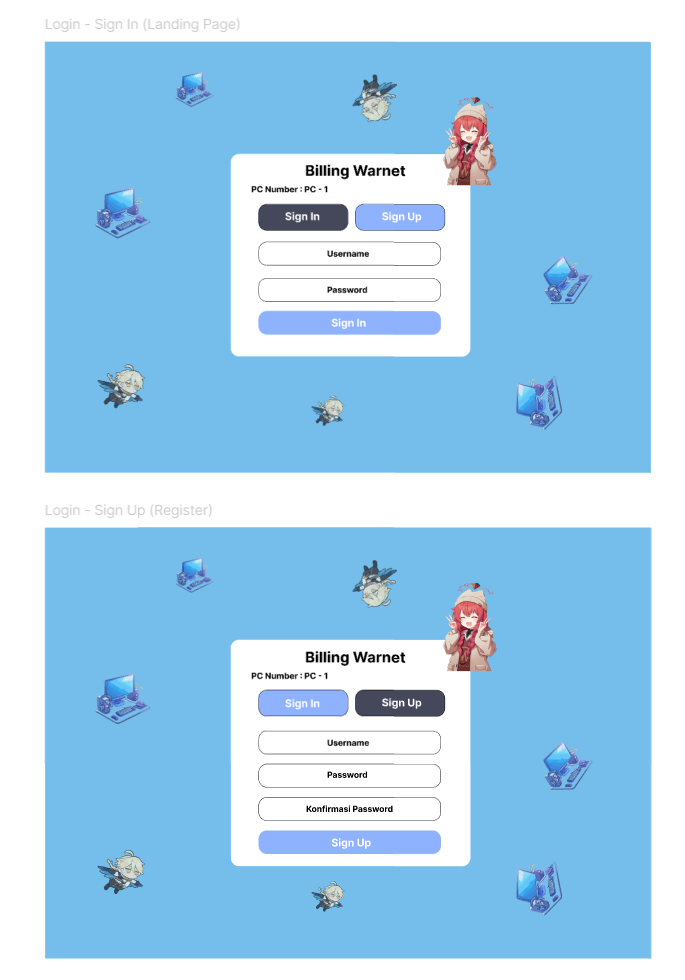 Login - Sign In (Landing Page)
Billing Warnet
PC Number : PC - 1
Sign In
Sign Up
Username
Password
Sign In
Login - Sign Up (Register)
Billing Warnet
PC Number : PC - 1
Sign In
Sign Up
Username
Password
Konfirmasi Password
Sign Up